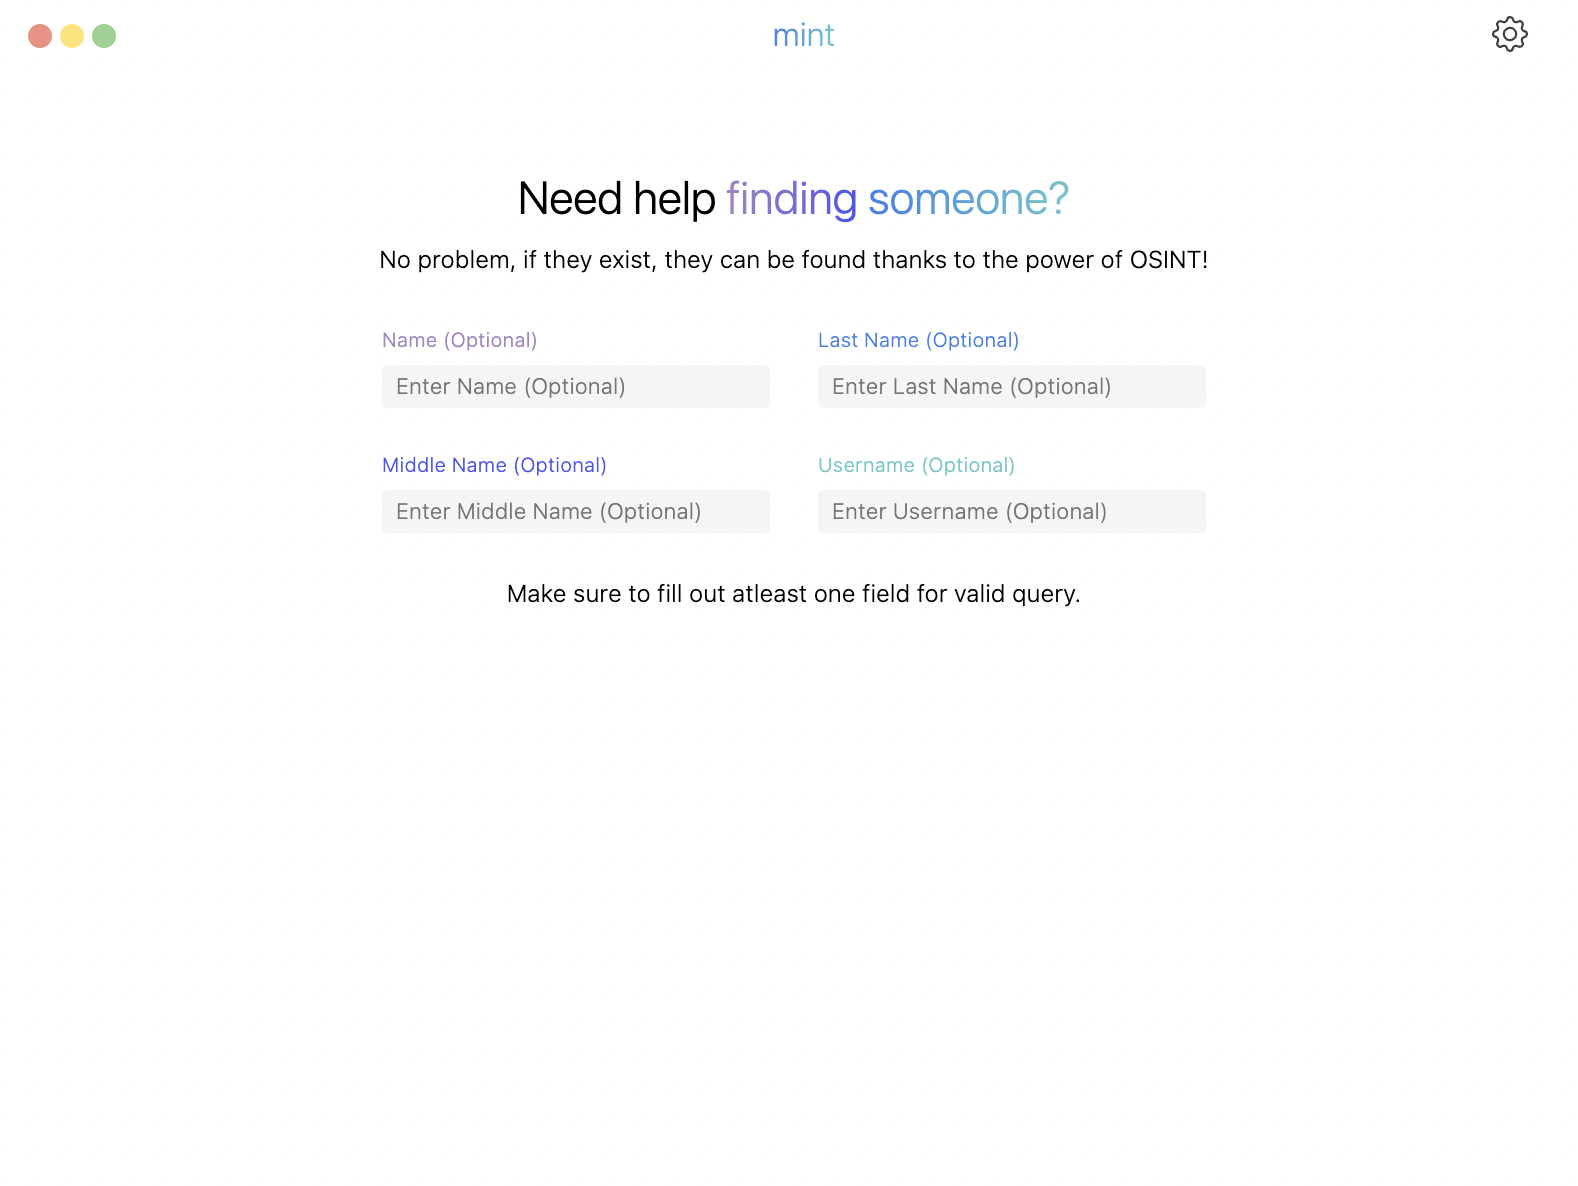 mint
Need help finding someone?
No problem, if they exist, they can be found thanks to the power of OSINT!
Name (Optional)
Enter Name (Optional)
Last Name (Optional)
Enter Last Name (Optional)
Middle Name (Optional)
Enter Middle Name (Optional)
Username (Optional)
Enter Username (Optional)
Make sure to fill out atleast one field for valid query.